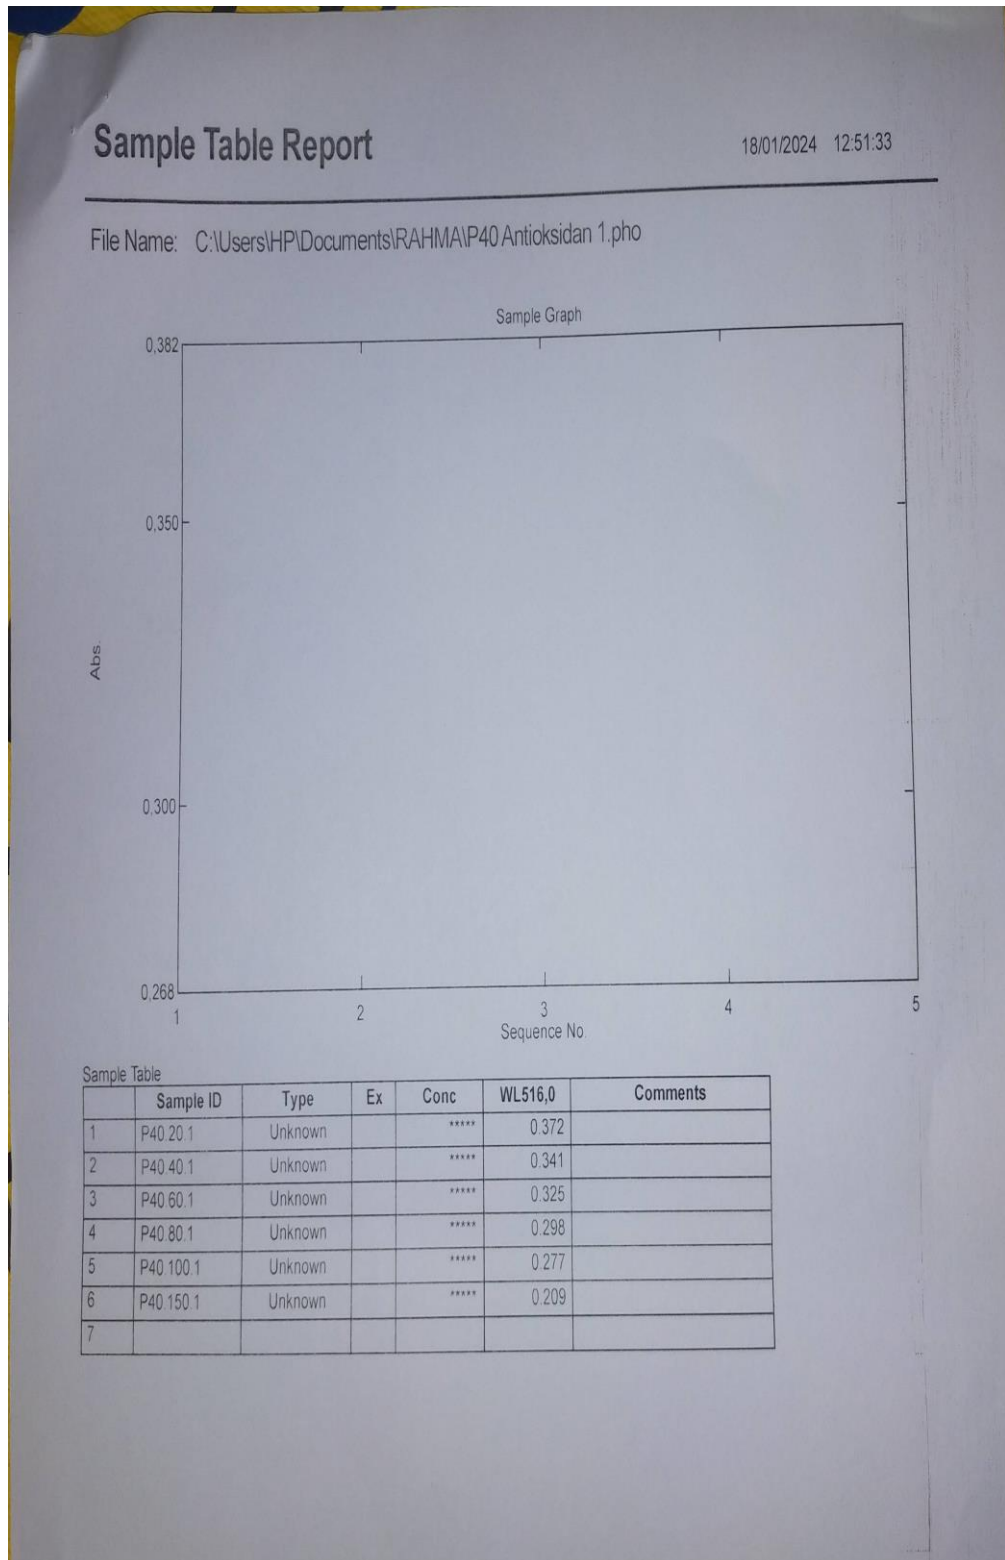 Sample Table Report
18/01/2024 12:51:33
File Name: C:\Users\HP\Documents\RAHMA\P40 Antioksidan 1.pho
Sample Graph
0,382
0,350
Abs.
0,300
0,268
1 2 3 4 5
Sequence No.
Sample Table
Sample ID Type Ex Conc WL516,0 Comments
1 P40.20.1 Unknown ***** 0.372
2 P40.40.1 Unknown ***** 0.341
3 P40.60.1 Unknown ***** 0.325
4 P40.80.1 Unknown ***** 0.298
5 P40.100.1 Unknown ***** 0.277
6 P40.150.1 Unknown ***** 0.209
7